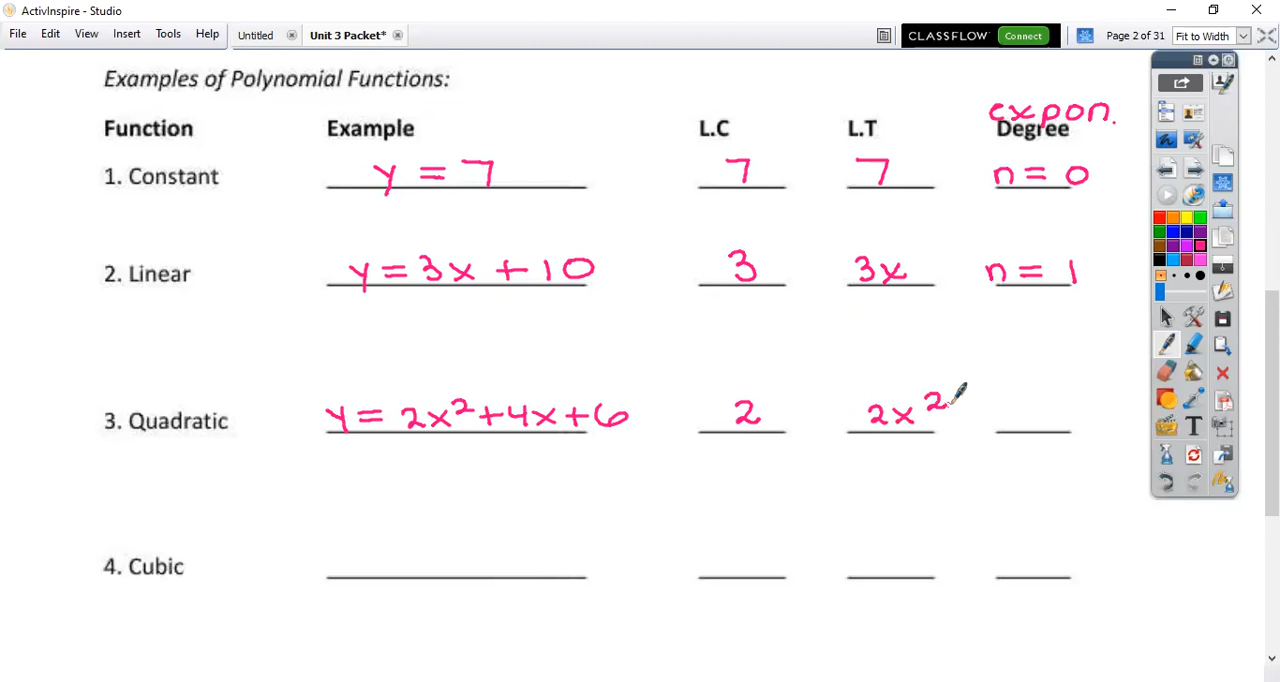 ActivInspire - Studio
File Edit View Insert Tools Help Untitled Unit 3 Packet* CLASSFLOW Connect Page 2 of 31 Fit to Width
Examples of Polynomial Functions:
expon.
Function Example L.C L.T Degree
1. Constant y = 7 7 7 n = 0
2. Linear y = 3x + 10 3 3x n = 1
3. Quadratic y = 2x² + 4x + 6 2 2x²
4. Cubic